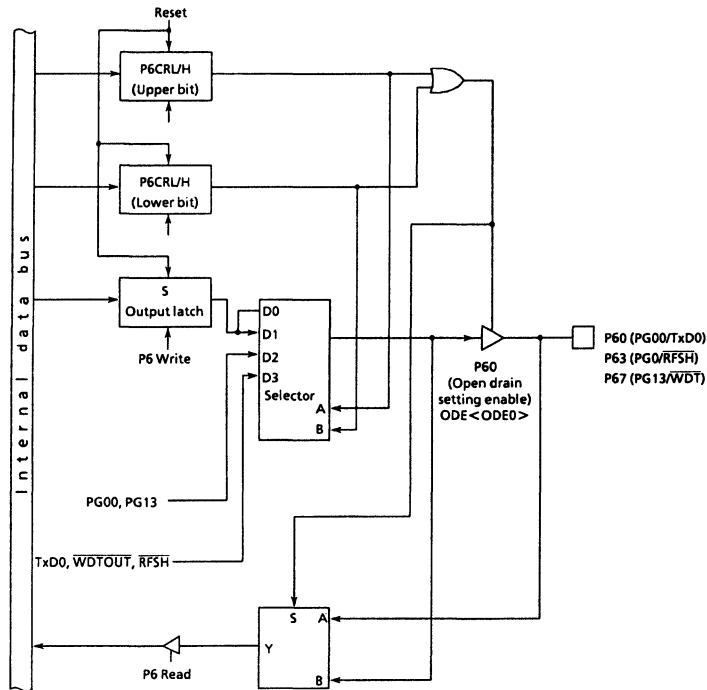 Reset
P6CRL/H
(Upper bit)
P6CRL/H
(Lower bit)
Internal data bus
S
Output latch
P6 Write
D0
D1
D2
D3
Selector
A
B
P60
(Open drain
setting enable)
ODE<ODE0>
P60 (PG00/TxD0)
P63 (PG0/RFSH)
P67 (PG13/WDT)
PG00, PG13
TxD0, WDTOUT, RFSH
S
A
Y
B
P6 Read